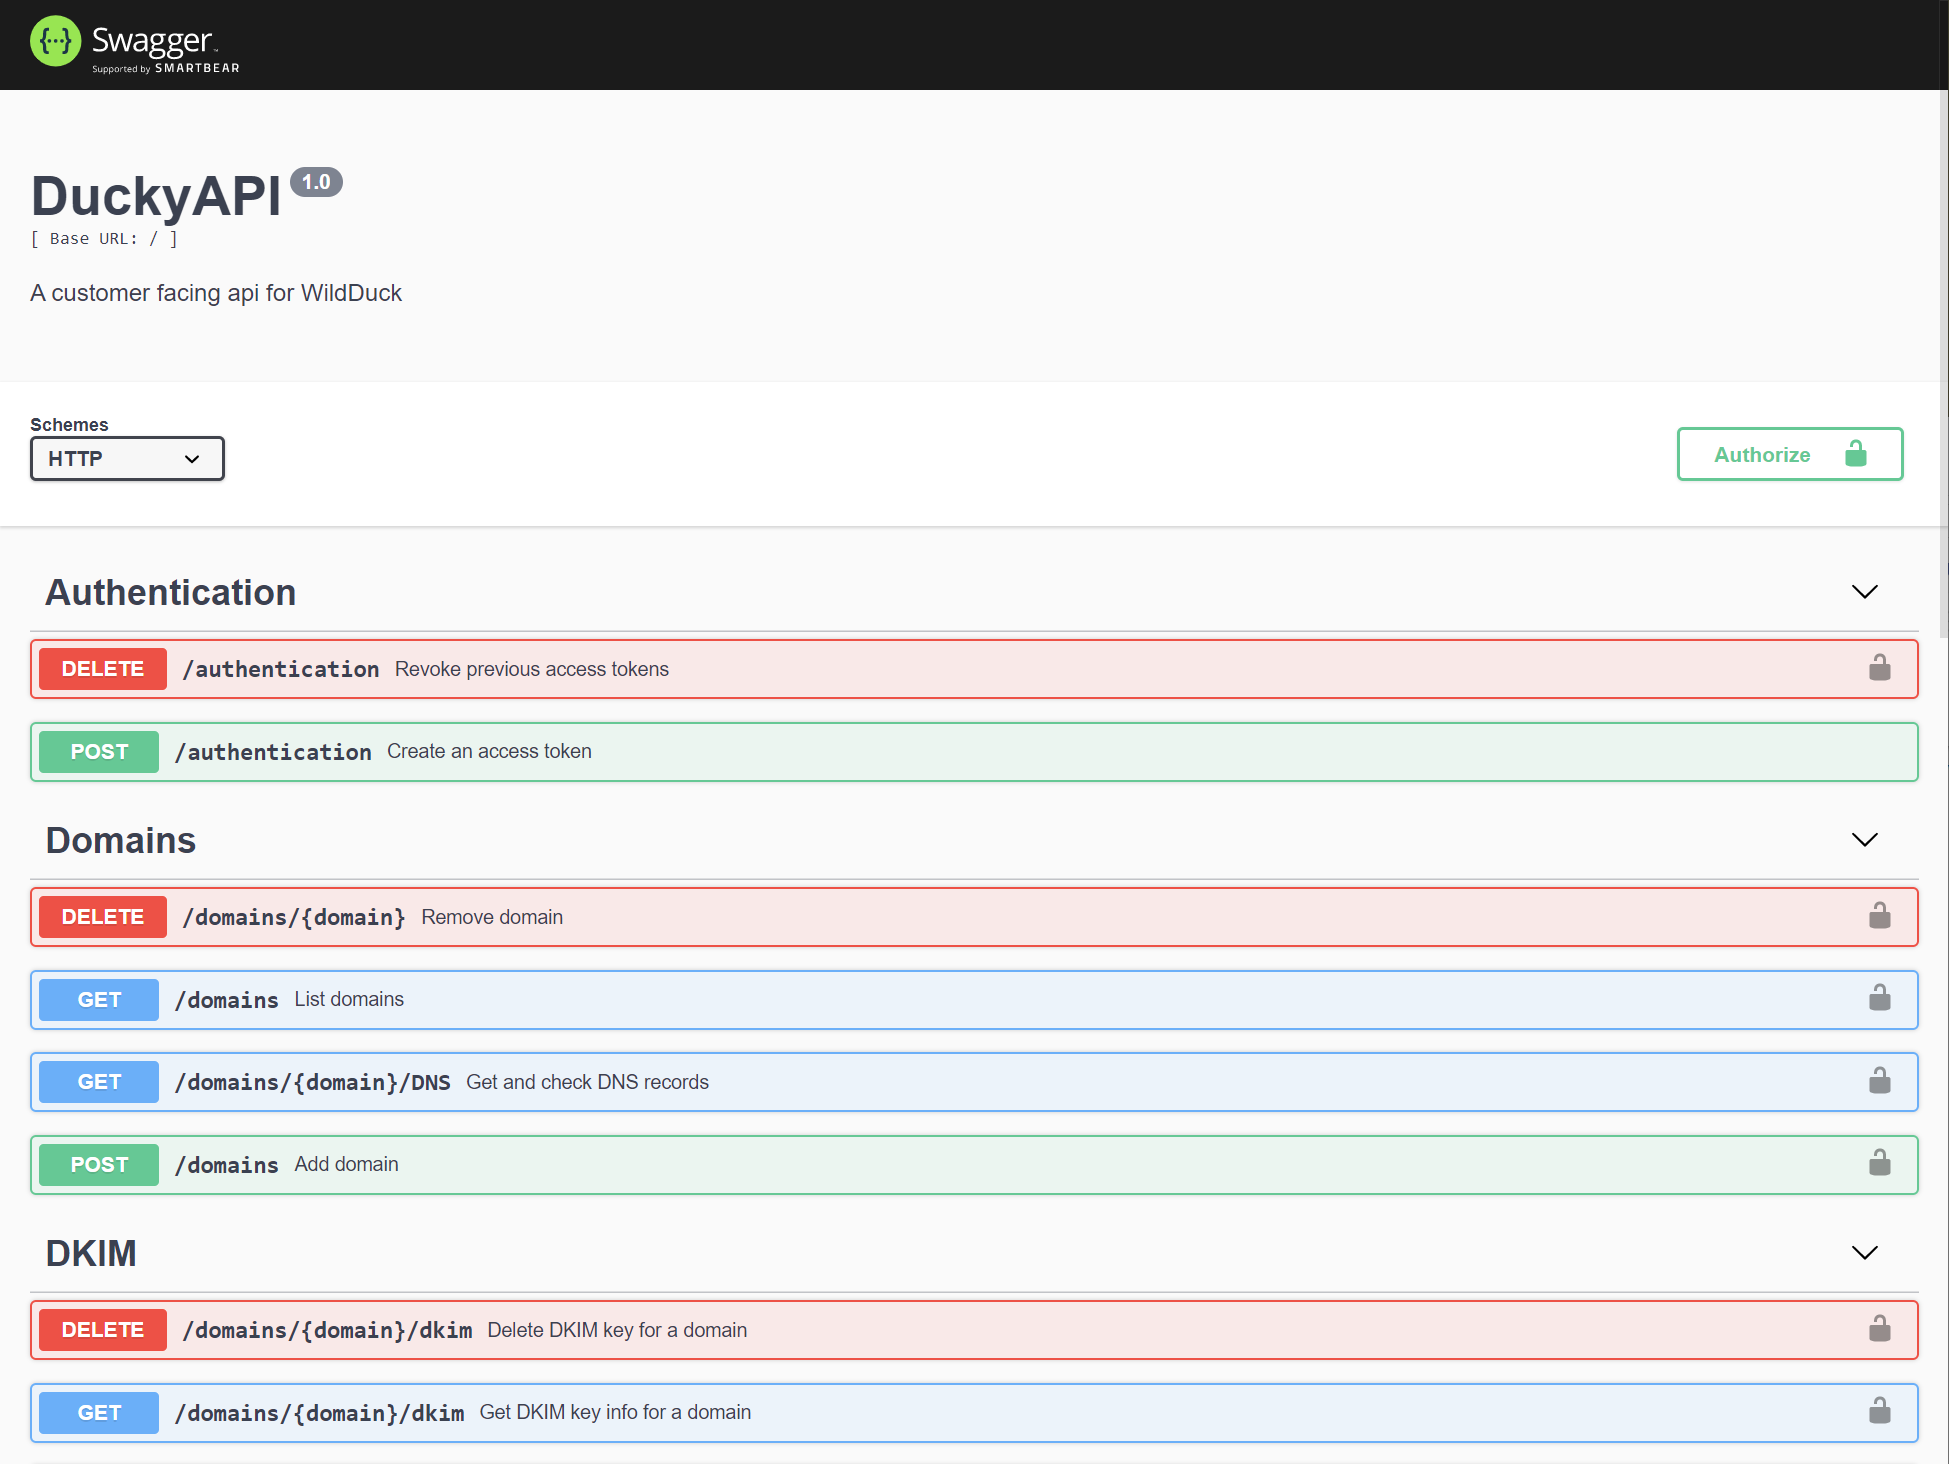 Swagger
Supported by SMARTBEAR
DuckyAPI 1.0
[ Base URL: / ]
A customer facing api for WildDuck
Schemes
HTTP
Authorize
Authentication
DELETE /authentication Revoke previous access tokens
POST /authentication Create an access token
Domains
DELETE /domains/{domain} Remove domain
GET /domains List domains
GET /domains/{domain}/DNS Get and check DNS records
POST /domains Add domain
DKIM
DELETE /domains/{domain}/dkim Delete DKIM key for a domain
GET /domains/{domain}/dkim Get DKIM key info for a domain